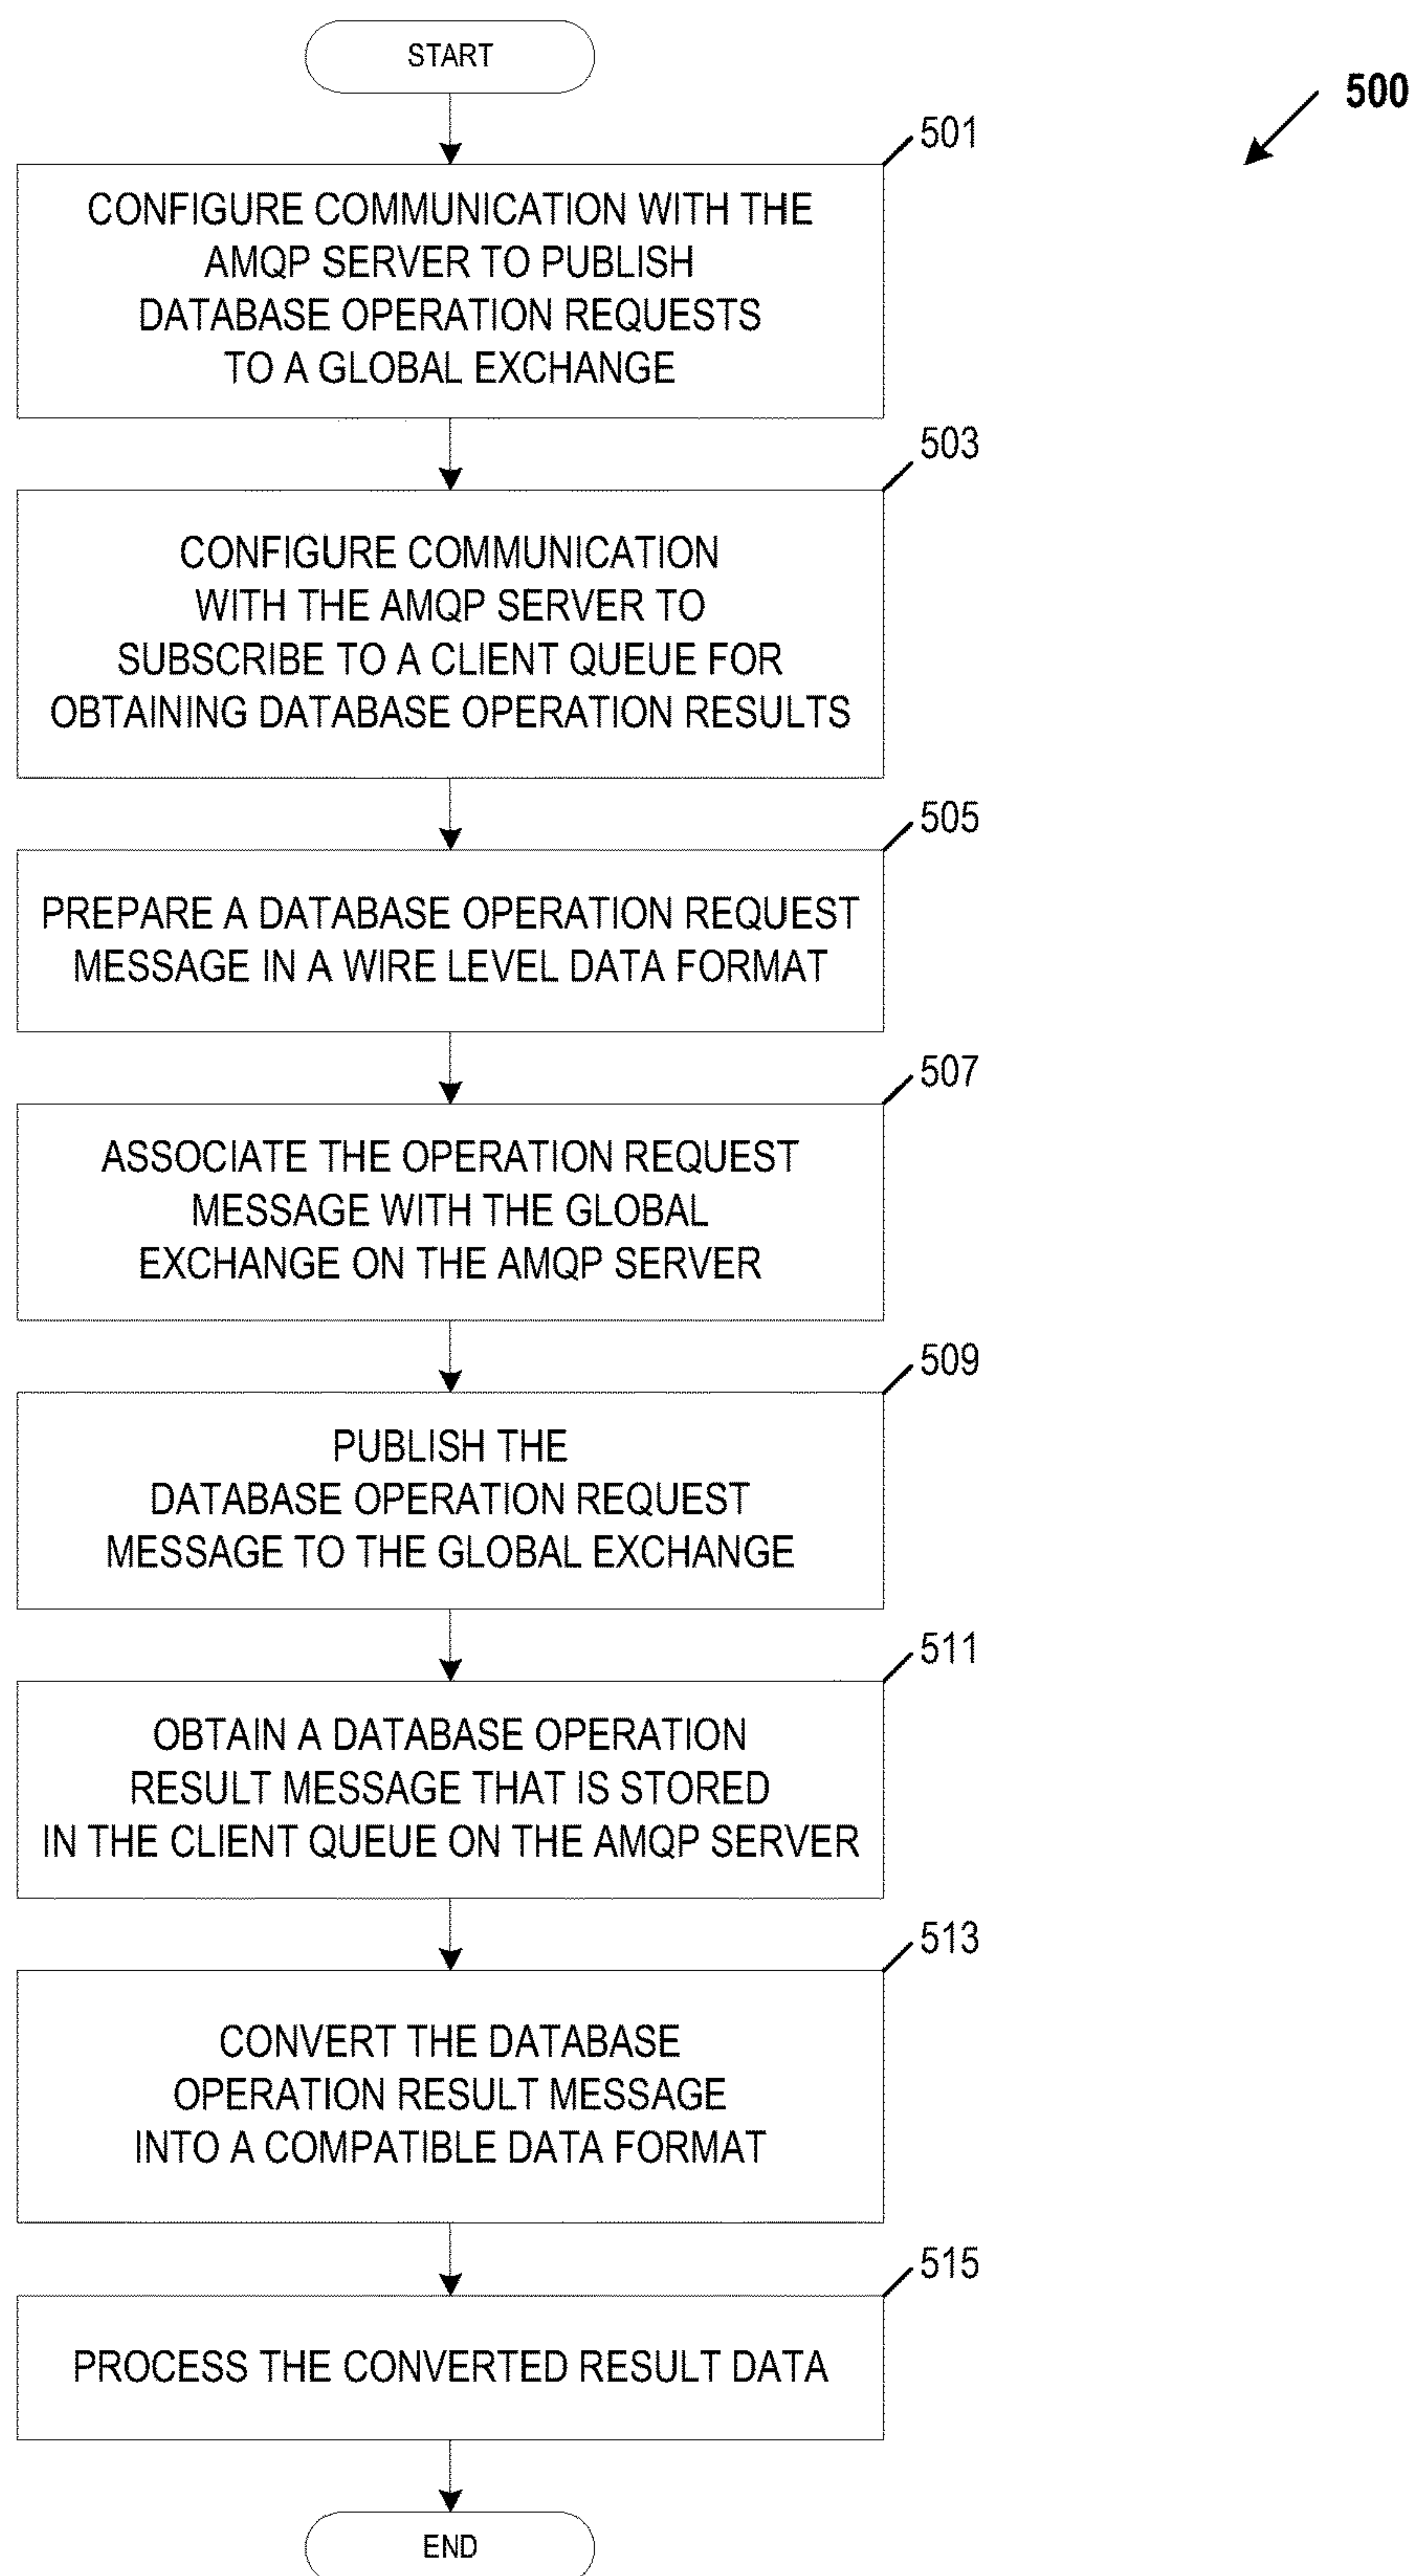 START
500
501
CONFIGURE COMMUNICATION WITH THE
AMQP SERVER TO PUBLISH
DATABASE OPERATION REQUESTS
TO A GLOBAL EXCHANGE
503
CONFIGURE COMMUNICATION
WITH THE AMQP SERVER TO
SUBSCRIBE TO A CLIENT QUEUE FOR
OBTAINING DATABASE OPERATION RESULTS
505
PREPARE A DATABASE OPERATION REQUEST
MESSAGE IN A WIRE LEVEL DATA FORMAT
507
ASSOCIATE THE OPERATION REQUEST
MESSAGE WITH THE GLOBAL
EXCHANGE ON THE AMQP SERVER
509
PUBLISH THE
DATABASE OPERATION REQUEST
MESSAGE TO THE GLOBAL EXCHANGE
511
OBTAIN A DATABASE OPERATION
RESULT MESSAGE THAT IS STORED
IN THE CLIENT QUEUE ON THE AMQP SERVER
513
CONVERT THE DATABASE
OPERATION RESULT MESSAGE
INTO A COMPATIBLE DATA FORMAT
515
PROCESS THE CONVERTED RESULT DATA
END